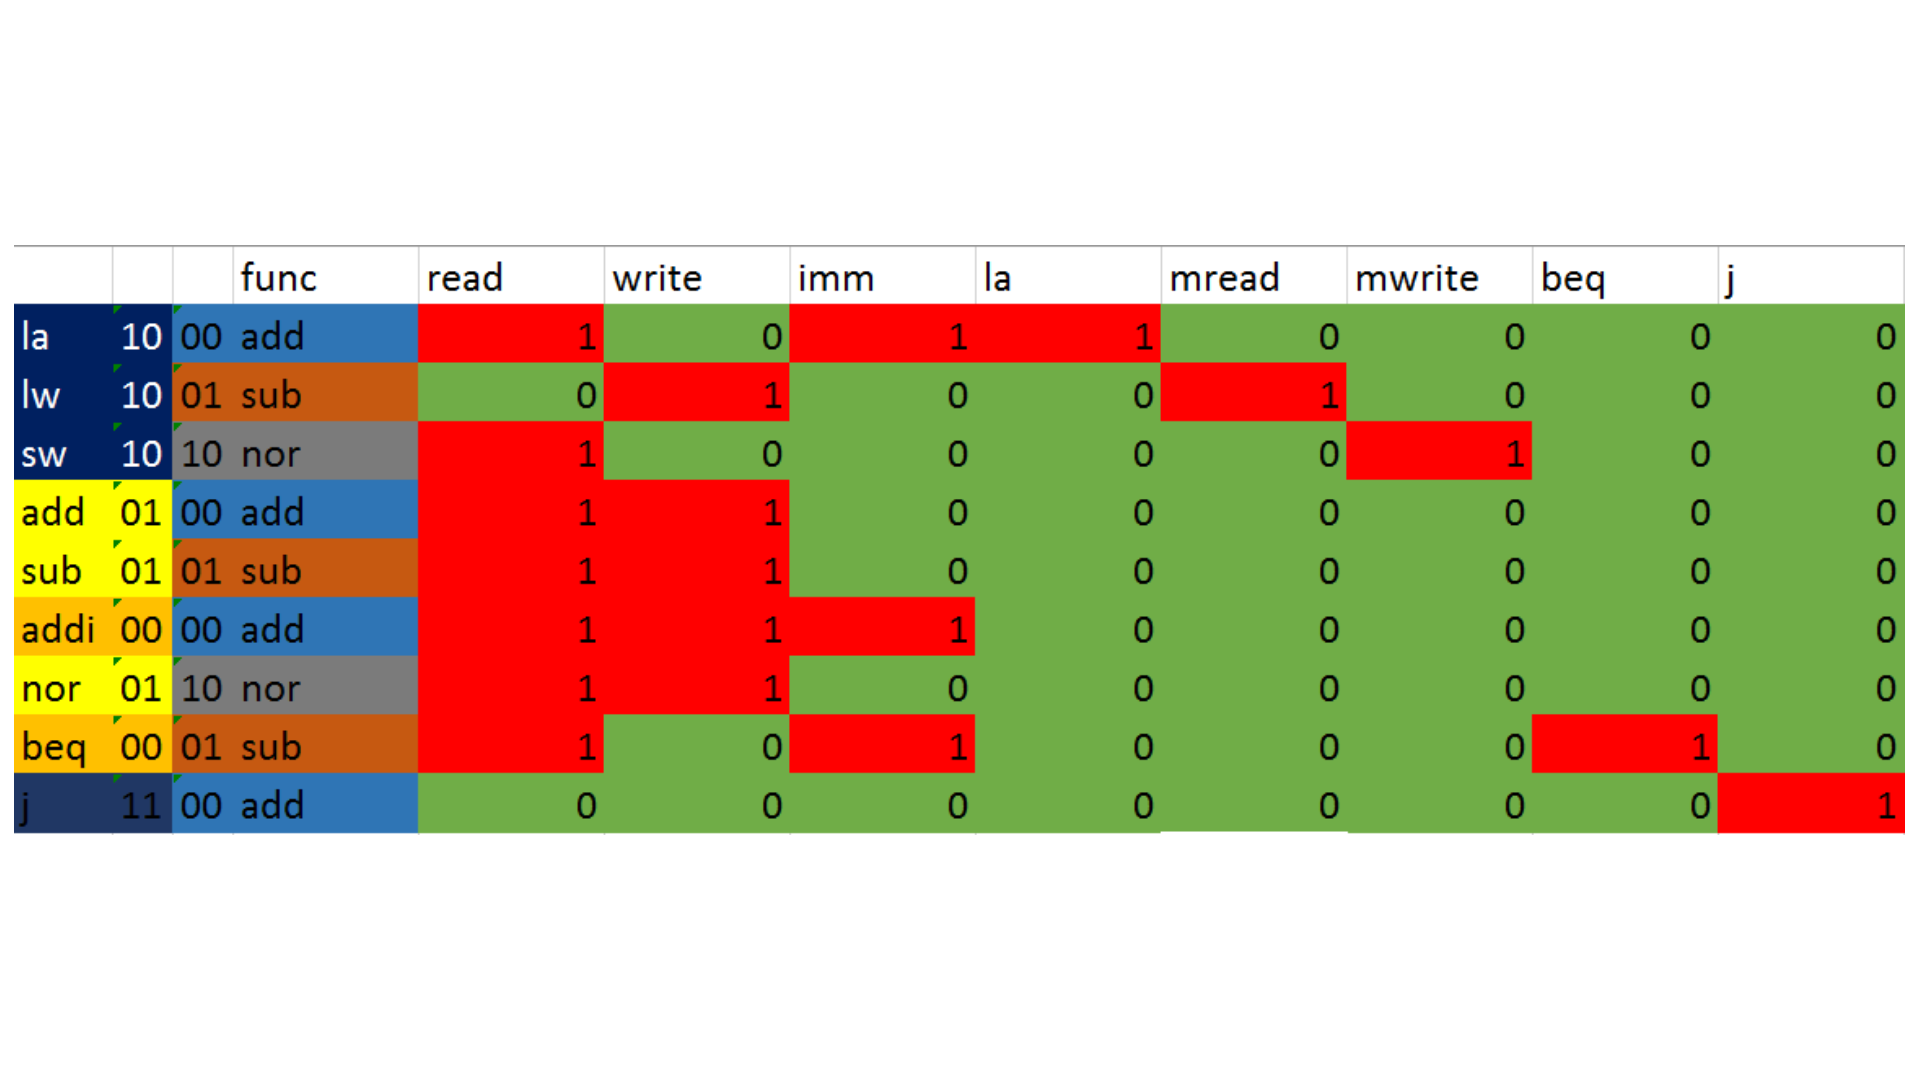 func read write imm la mread mwrite beq j
la 10 00 add 1 0 1 1 0 0 0 0
lw 10 01 sub 0 1 0 0 1 0 0 0
sw 10 10 nor 1 0 0 0 0 1 0 0
add 01 00 add 1 1 0 0 0 0 0 0
sub 01 01 sub 1 1 0 0 0 0 0 0
addi 00 00 add 1 1 1 0 0 0 0 0
nor 01 10 nor 1 1 0 0 0 0 0 0
beq 00 01 sub 1 0 1 0 0 0 1 0
j 11 00 add 0 0 0 0 0 0 0 1